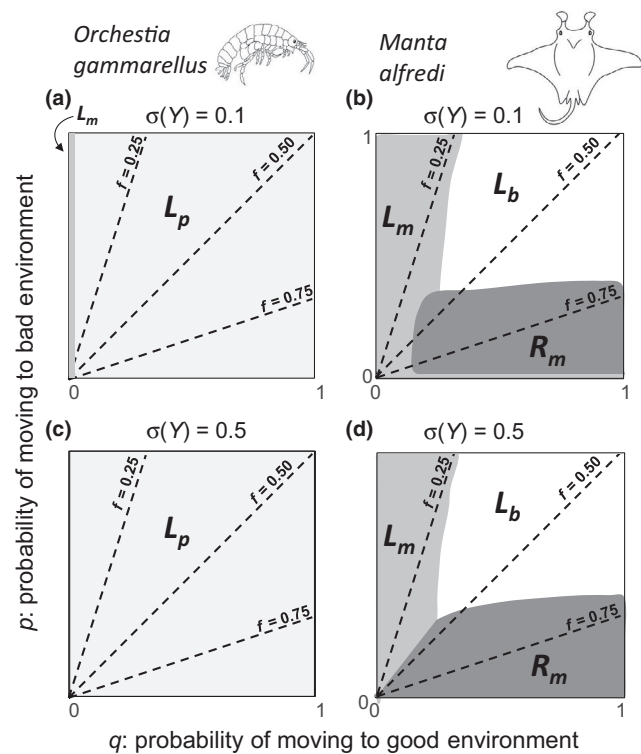 Orchestia
gammarellus
Manta
alfredi
(a)
σ(Y) = 0.1
L_m
f = 0.25
f = 0.50
L_p
f = 0.75
0
1
(b)
σ(Y) = 0.1
1
f = 0.25
f = 0.50
L_b
L_m
f = 0.75
R_m
0
0
1
(c)
σ(Y) = 0.5
f = 0.25
f = 0.50
L_p
f = 0.75
0
1
(d)
σ(Y) = 0.5
f = 0.25
f = 0.50
L_b
L_m
f = 0.75
R_m
0
0
1
p: probability of moving to bad environment
q: probability of moving to good environment